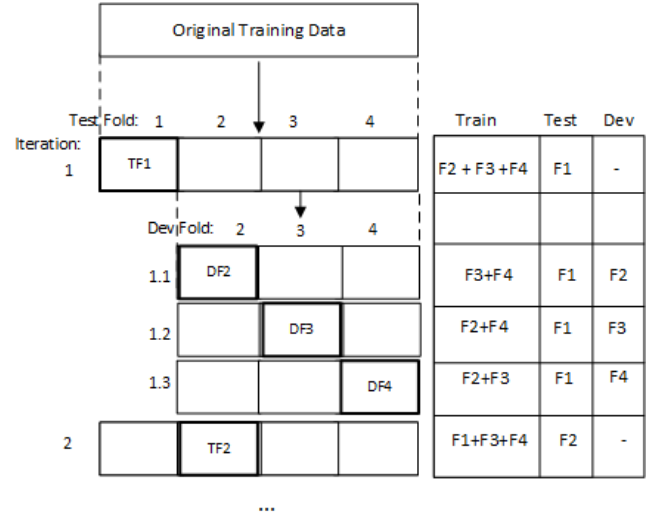 Original Training Data
Test Fold: 1 2 3 4 Train Test Dev
Iteration:
1 TF1 F2 + F3 +F4 F1 -
Dev Fold: 2 3 4
1.1 DF2 F3+F4 F1 F2
1.2 DF3 F2+F4 F1 F3
1.3 DF4 F2+F3 F1 F4
2 TF2 F1+F3+F4 F2 -
...